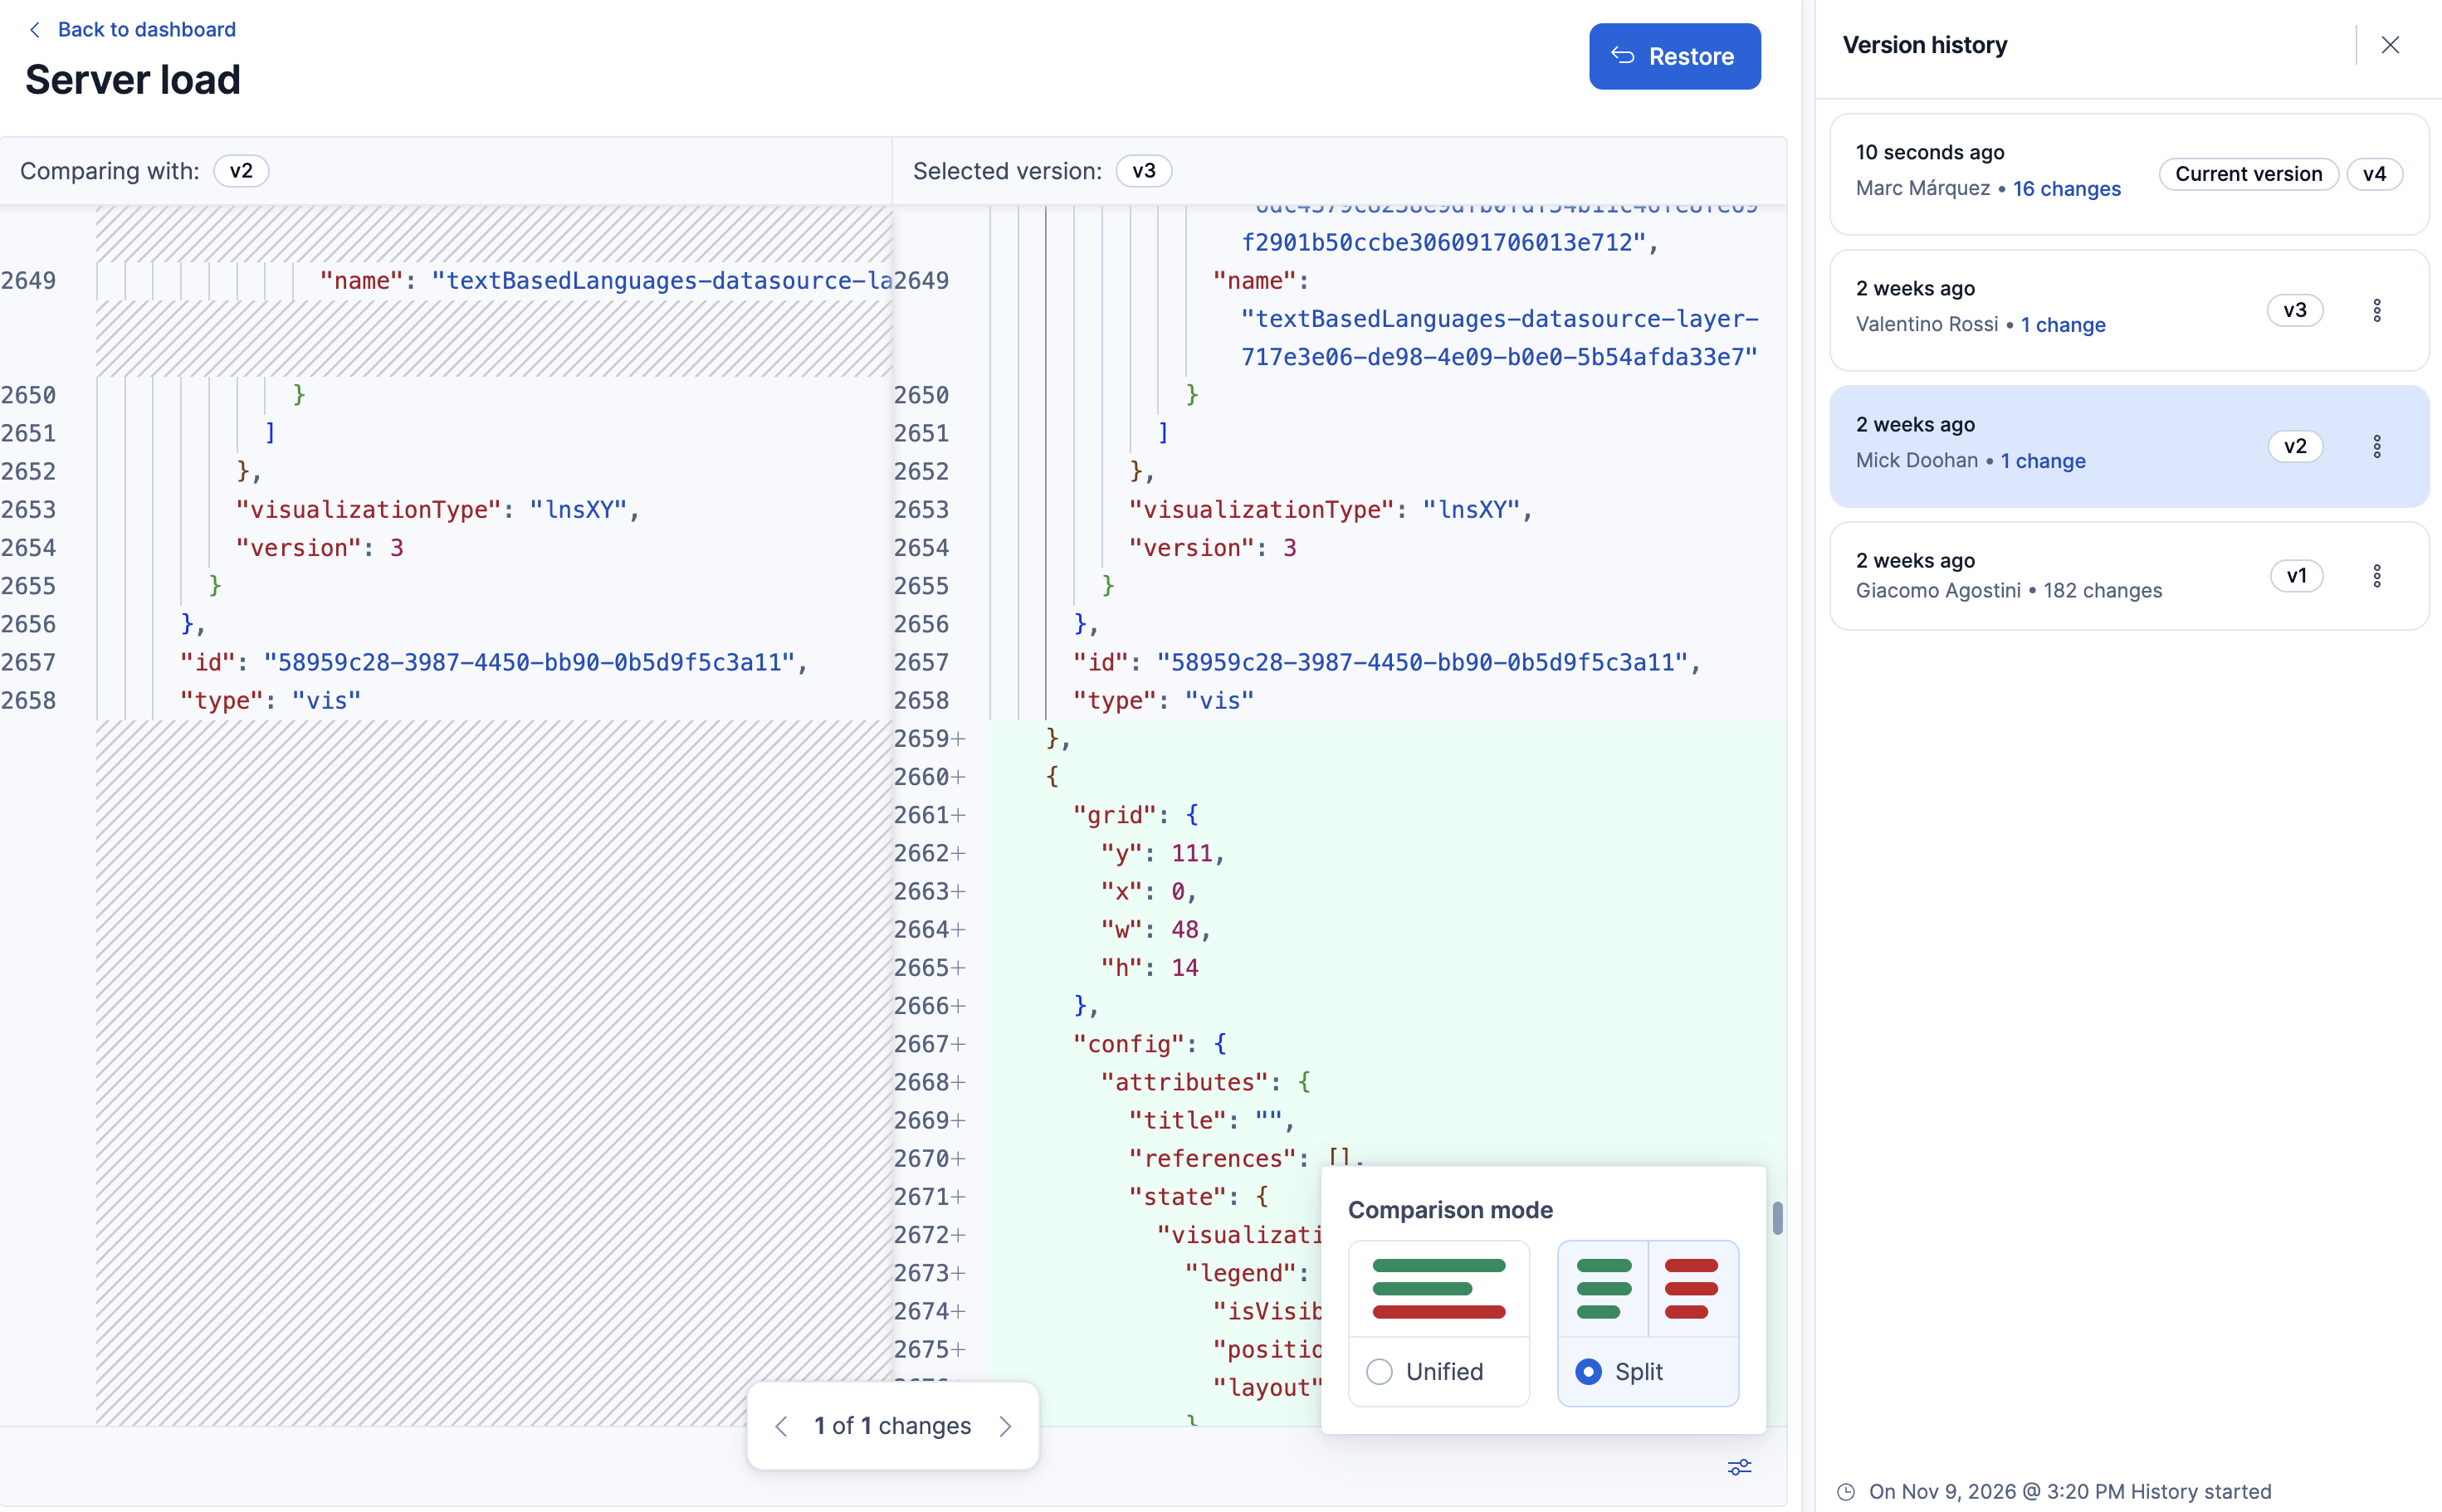 Back to dashboard
Server load
Restore
Comparing with: v2
Selected version: v3
2649 "name": "textBasedLanguages-datasource-la
2650 }
2651 ]
2652 },
2653 "visualizationType": "lnsXY",
2654 "version": 3
2655 }
2656 },
2657 "id": "58959c28-3987-4450-bb90-0b5d9f5c3a11",
2658 "type": "vis"
f2901b50ccbe306091706013e712",
2649 "name":
"textBasedLanguages-datasource-layer-
717e3e06-de98-4e09-b0e0-5b54afda33e7"
2650 }
2651 ]
2652 },
2653 "visualizationType": "lnsXY",
2654 "version": 3
2655 }
2656 },
2657 "id": "58959c28-3987-4450-bb90-0b5d9f5c3a11",
2658 "type": "vis"
2659+ },
2660+ {
2661+ "grid": {
2662+ "y": 111,
2663+ "x": 0,
2664+ "w": 48,
2665+ "h": 14
2666+ },
2667+ "config": {
2668+ "attributes": {
2669+ "title": "",
2670+ "references": [],
2671+ "state": {
2672+ "visualizati
2673+ "legend":
2674+ "isVisib
2675+ "positio
"layout"
}
Comparison mode
Unified
Split
1 of 1 changes
Version history
10 seconds ago
Marc Márquez • 16 changes
Current version v4
2 weeks ago
Valentino Rossi • 1 change
v3
2 weeks ago
Mick Doohan • 1 change
v2
2 weeks ago
Giacomo Agostini • 182 changes
v1
On Nov 9, 2026 @ 3:20 PM History started